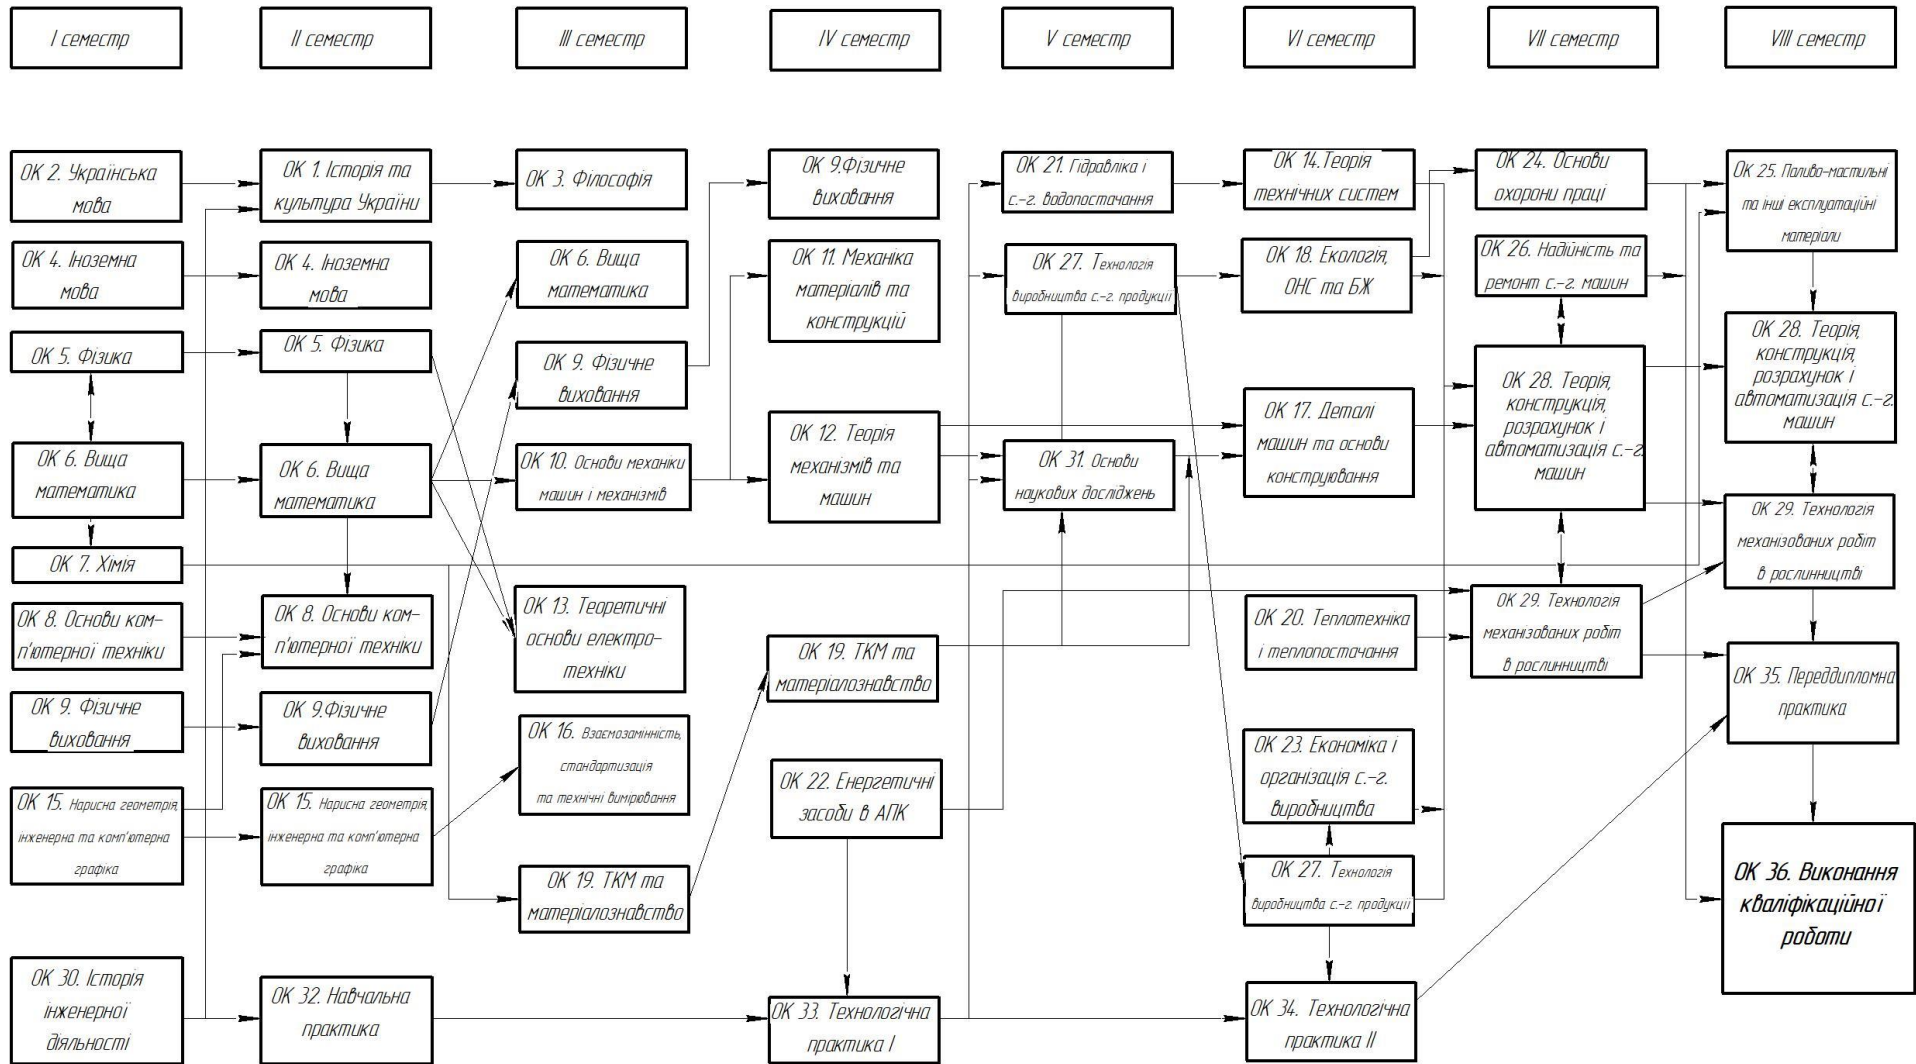 I семестр
II семестр
III семестр
IV семестр
V семестр
VI семестр
VII семестр
VIII семестр
ОК 2. Українська
мова
ОК 4. Іноземна
мова
ОК 5. Фізика
ОК 6. Вища
математика
ОК 7. Хімія
ОК 8. Основи ком-
п'ютерної техніки
ОК 9. Фізичне
виховання
ОК 15. Нарисна геометрія,
інженерна та комп'ютерна
графіка
ОК 30. Історія
інженерної
діяльності
ОК 1. Історія та
культура України
ОК 4. Іноземна
мова
ОК 5. Фізика
ОК 6. Вища
математика
ОК 8. Основи ком-
п'ютерної техніки
ОК 9.Фізичне
виховання
ОК 15. Нарисна геометрія,
інженерна та комп'ютерна
графіка
ОК 32. Навчальна
практика
ОК 3. Філософія
ОК 6. Вища
математика
ОК 9. Фізичне
виховання
ОК 10. Основи механіки
машин і механізмів
ОК 13. Теоретичні
основи електро-
техніки
ОК 16. Взаємозамінність,
стандартизація
та технічні вимірювання
ОК 19. ТКМ та
матеріалознавство
ОК 9.Фізичне
виховання
ОК 11. Механіка
матеріалів та
конструкцій
ОК 12. Теорія
механізмів та
машин
ОК 19. ТКМ та
матеріалознавство
ОК 22. Енергетичні
засоби в АПК
ОК 33. Технологічна
практика I
ОК 21. Гідравліка і
с.-г. водопостачання
ОК 27. Технологія
виробництва с.-г. продукції
ОК 31. Основи
наукових досліджень
ОК 14.Теорія
технічних систем
ОК 18. Екологія,
ОНС та БЖ
ОК 17. Деталі
машин та основи
конструювання
ОК 20. Теплотехніка
і теплопостачання
ОК 23. Економіка і
організація с.-г.
виробництва
ОК 27. Технологія
виробництва с.-г. продукції
ОК 34. Технологічна
практика II
ОК 24. Основи
охорони праці
ОК 26. Надійність та
ремонт с.-г. машин
ОК 28. Теорія,
конструкція,
розрахунок і
автоматизація с.-г.
машин
ОК 29. Технологія
механізованих робіт
в рослинництві
ОК 25. Паливо-мастильні
та інші експлуатаційні
матеріали
ОК 28. Теорія,
конструкція,
розрахунок і
автоматизація с.-г.
машин
ОК 29. Технологія
механізованих робіт
в рослинництві
ОК 35. Переддипломна
практика
ОК 36. Виконання
кваліфікаційної
роботи